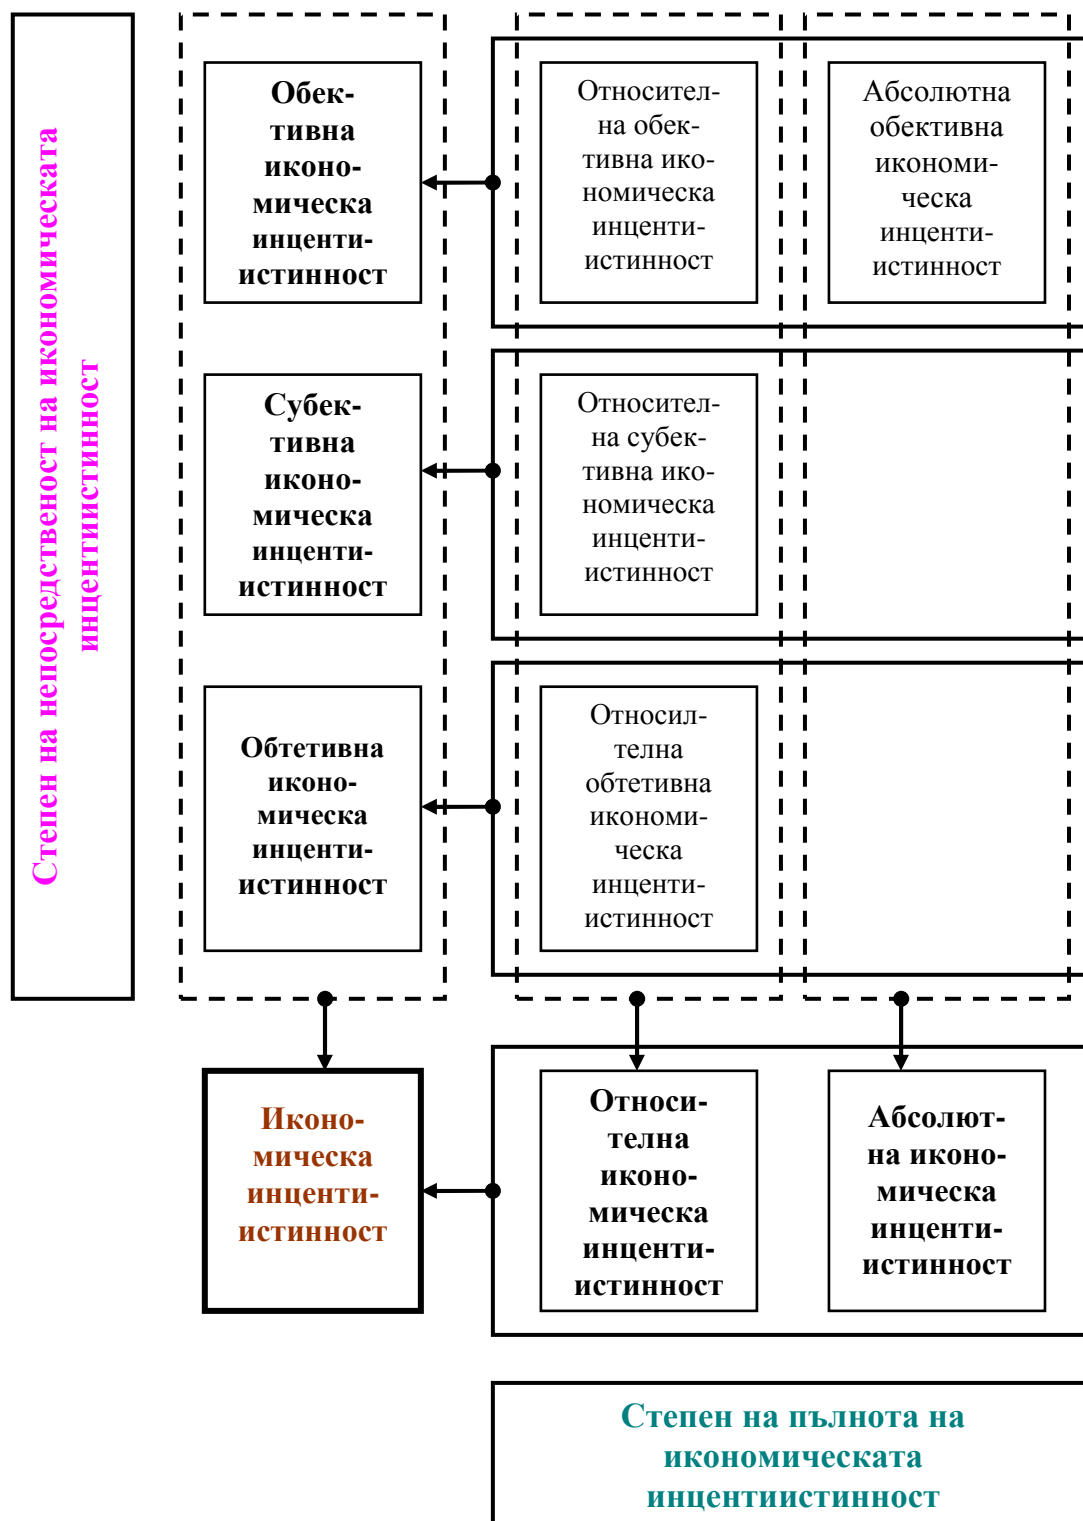 Степен на непосредственост на икономическата
инцентиистинност
Обек-
тивна
иконо-
мическа
инценти-
истинност
Относител-
на обек-
тивна ико-
номическа
инценти-
истинност
Абсолютна
обективна
икономи-
ческа
инценти-
истинност
Субек-
тивна
иконо-
мическа
инценти-
истинност
Относител-
на субек-
тивна ико-
номическа
инценти-
истинност
Обтетивна
иконо-
мическа
инценти-
истинност
Относил-
телна
обтетивна
икономи-
ческа
инценти-
истинност
Иконо-
мическа
инценти-
истинност
Относи-
телна
иконо-
мическа
инценти-
истинност
Абсолют-
на иконо-
мическа
инценти-
истинност
Степен на пълнота на
икономическата
инцентиистинност